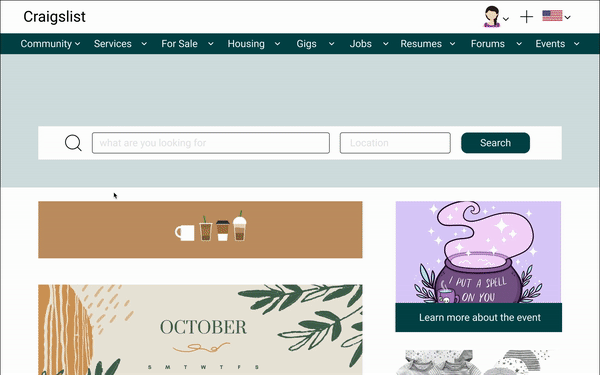 Craigslist
Community Services For Sale Housing Gigs Jobs Resumes Forums Events
what are you looking for Location Search
I PUT A SPELL
ON YOU
Learn more about the event
OCTOBER
S M T W T F S